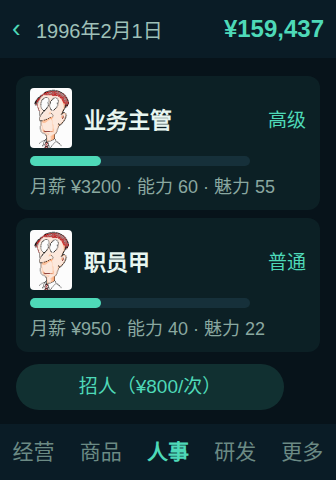 ‹ 1996年2月1日 ¥159,437
业务主管 高级
月薪 ¥3200 · 能力 60 · 魅力 55
职员甲 普通
月薪 ¥950 · 能力 40 · 魅力 22
招人（¥800/次）
经营 商品 人事 研发 更多